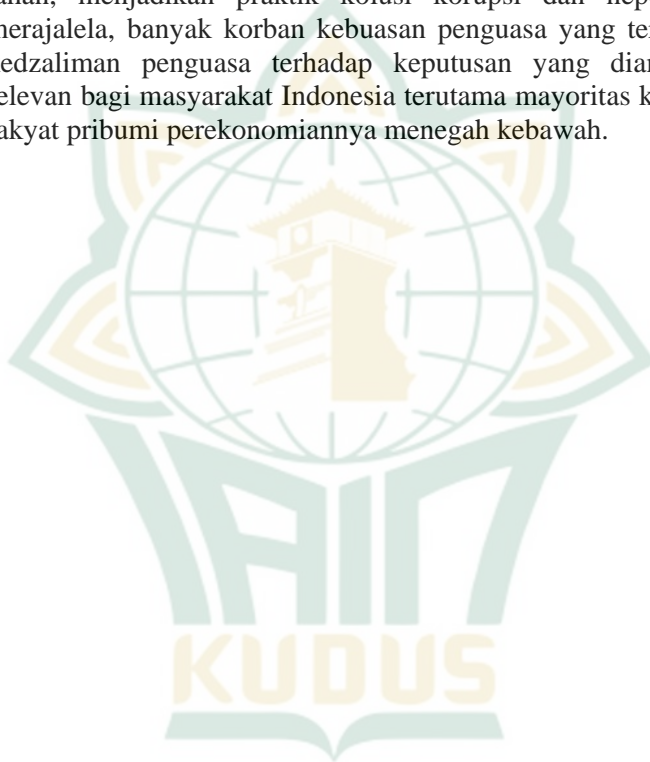 menjadikan praktik kolusi korupsi dan nep
merajalela, banyak korban kebuasan penguasa yang te
kedzaliman penguasa terhadap keputusan yang dia
relevan bagi masyarakat Indonesia terutama mayoritas k
rakyat pribumi perekonomiannya menegah kebawah.
IAIN
KUDUS